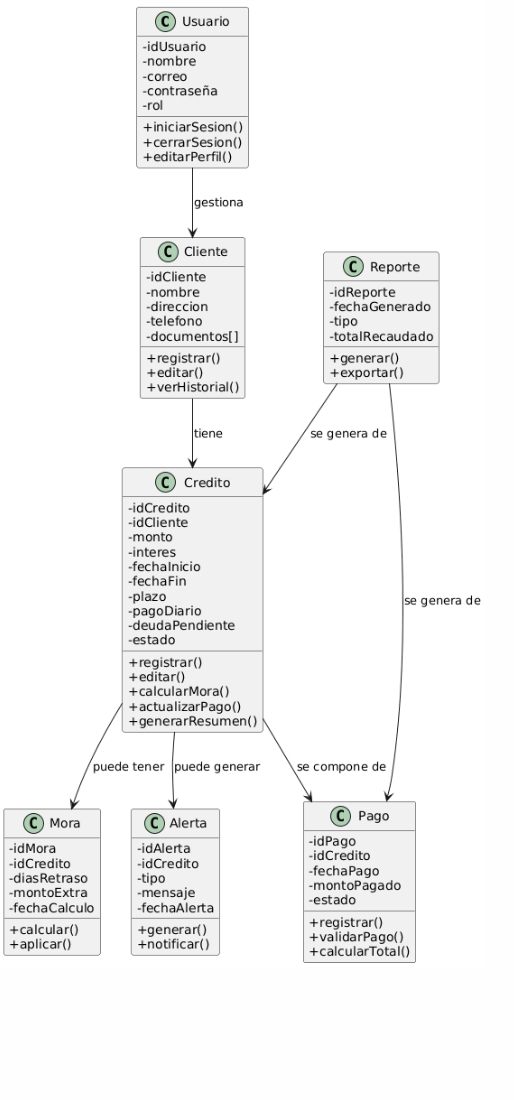 C Usuario
-idUsuario
-nombre
-correo
-contraseña
-rol
+iniciarSesion()
+cerrarSesion()
+editarPerfil()
gestiona
C Cliente
-idCliente
-nombre
-direccion
-telefono
-documentos[]
+registrar()
+editar()
+verHistorial()
C Reporte
-idReporte
-fechaGenerado
-tipo
-totalRecaudado
+generar()
+exportar()
tiene
se genera de
C Credito
-idCredito
-idCliente
-monto
-interes
-fechaInicio
-fechaFin
-plazo
-pagoDiario
-deudaPendiente
-estado
+registrar()
+editar()
+calcularMora()
+actualizarPago()
+generarResumen()
se genera de
puede tener
puede generar
se compone de
C Mora
-idMora
-idCredito
-diasRetraso
-montoExtra
-fechaCalculo
+calcular()
+aplicar()
C Alerta
-idAlerta
-idCredito
-tipo
-mensaje
-fechaAlerta
+generar()
+notificar()
C Pago
-idPago
-idCredito
-fechaPago
-montoPagado
-estado
+registrar()
+validarPago()
+calcularTotal()